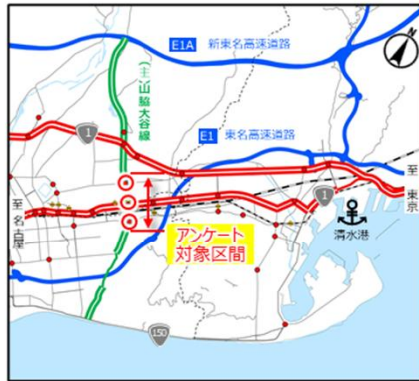 E1A 新東名高速道路
(主)山脇大谷線
1
E1 東名高速道路
至 名古屋
至 東京
1
アンケート
対象区間
清水港
150